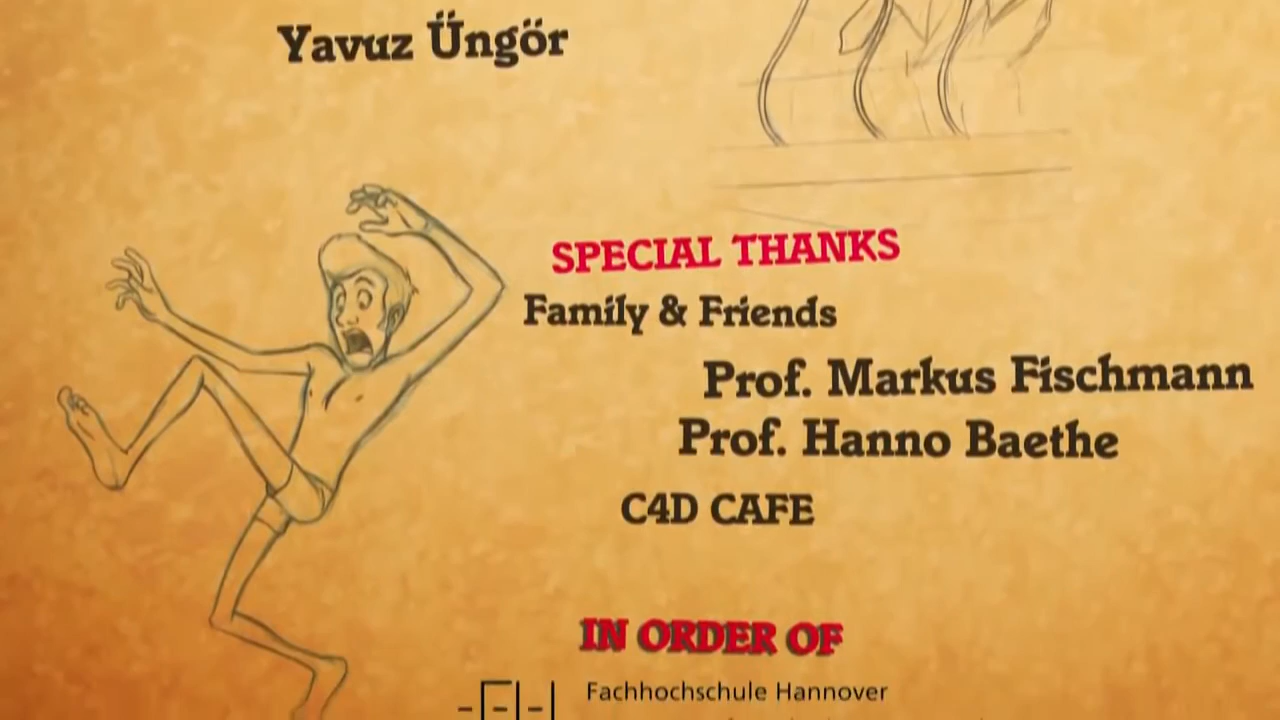 Yavuz Üngör
SPECIAL THANKS
Family & Friends
Prof. Markus Fischmann
Prof. Hanno Baethe
C4D CAFE
IN ORDER OF
Fachhochschule Hannover